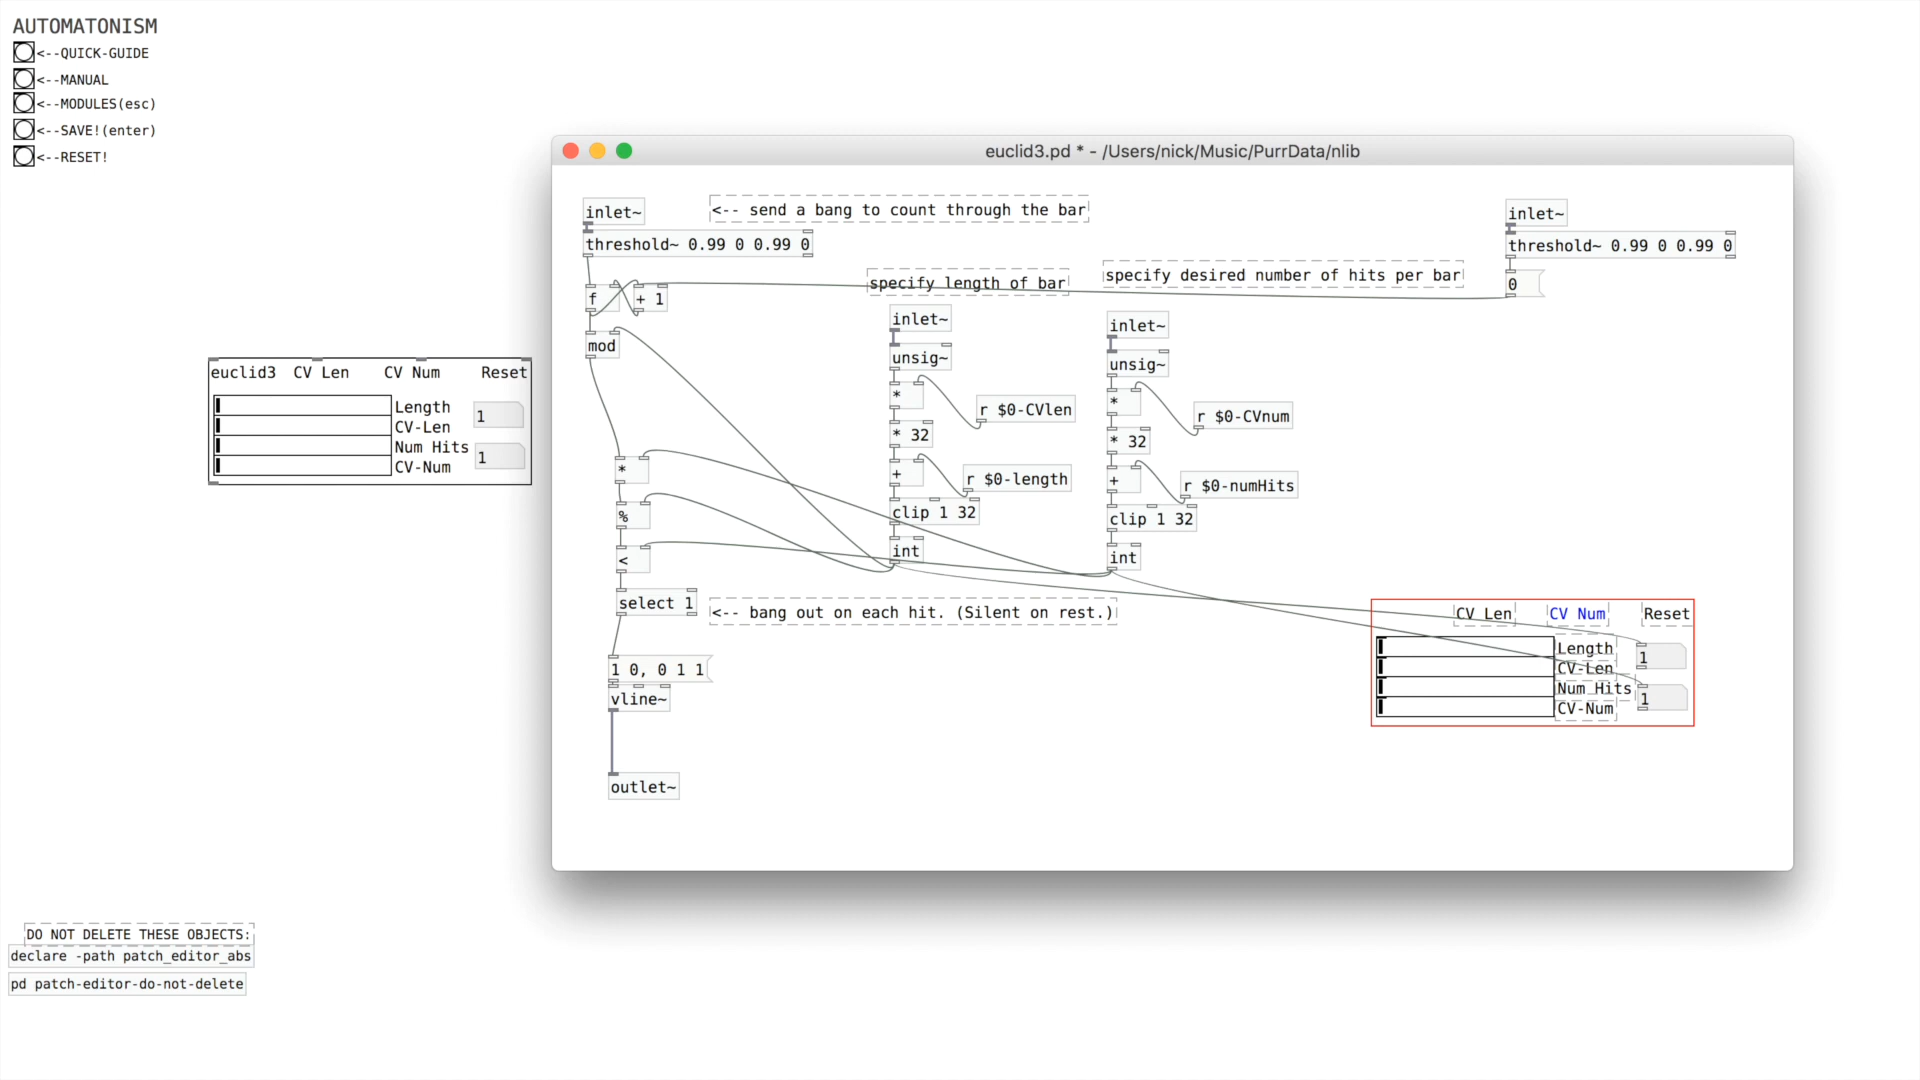 AUTOMATONISM
<--QUICK-GUIDE
<--MANUAL
<--MODULES(esc)
<--SAVE!(enter)
<--RESET!
euclid3.pd * - /Users/nick/Music/PurrData/nlib
inlet~
<-- send a bang to count through the bar
inlet~
threshold~ 0.99 0 0.99 0
threshold~ 0.99 0 0.99 0
specify length of bar
specify desired number of hits per bar
0
f
+ 1
inlet~
inlet~
mod
unsig~
unsig~
euclid3 CV Len CV Num Reset
*
*
Length
1
r $0-CVlen
r $0-CVnum
CV-Len
* 32
* 32
Num Hits
1
CV-Num
*
+
r $0-length
+
r $0-numHits
%
clip 1 32
clip 1 32
<
int
int
select 1
<-- bang out on each hit. (Silent on rest.)
CV Len
CV Num
Reset
Length
1
CV-Len
1 0, 0 1 1
Num Hits
1
vline~
CV-Num
outlet~
DO NOT DELETE THESE OBJECTS:
declare -path patch_editor_abs
pd patch-editor-do-not-delete